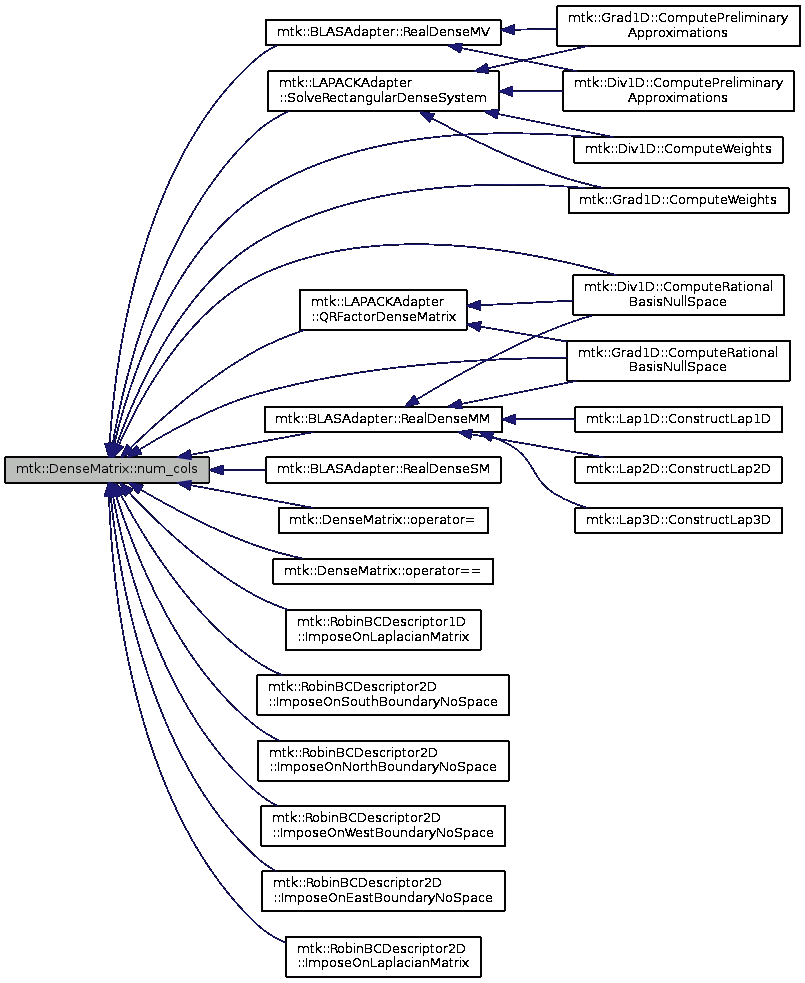 mtk::BLASAdapter::RealDenseMV
mtk::Grad1D::ComputePreliminary
Approximations
mtk::LAPACKAdapter
::SolveRectangularDenseSystem
mtk::Div1D::ComputePreliminary
Approximations
mtk::Div1D::ComputeWeights
mtk::Grad1D::ComputeWeights
mtk::LAPACKAdapter
::QRFactorDenseMatrix
mtk::Div1D::ComputeRational
BasisNullSpace
mtk::Grad1D::ComputeRational
BasisNullSpace
mtk::BLASAdapter::RealDenseMM
mtk::Lap1D::ConstructLap1D
mtk::DenseMatrix::num_cols
mtk::BLASAdapter::RealDenseSM
mtk::Lap2D::ConstructLap2D
mtk::DenseMatrix::operator=
mtk::Lap3D::ConstructLap3D
mtk::DenseMatrix::operator==
mtk::RobinBCDescriptor1D
::ImposeOnLaplacianMatrix
mtk::RobinBCDescriptor2D
::ImposeOnSouthBoundaryNoSpace
mtk::RobinBCDescriptor2D
::ImposeOnNorthBoundaryNoSpace
mtk::RobinBCDescriptor2D
::ImposeOnWestBoundaryNoSpace
mtk::RobinBCDescriptor2D
::ImposeOnEastBoundaryNoSpace
mtk::RobinBCDescriptor2D
::ImposeOnLaplacianMatrix